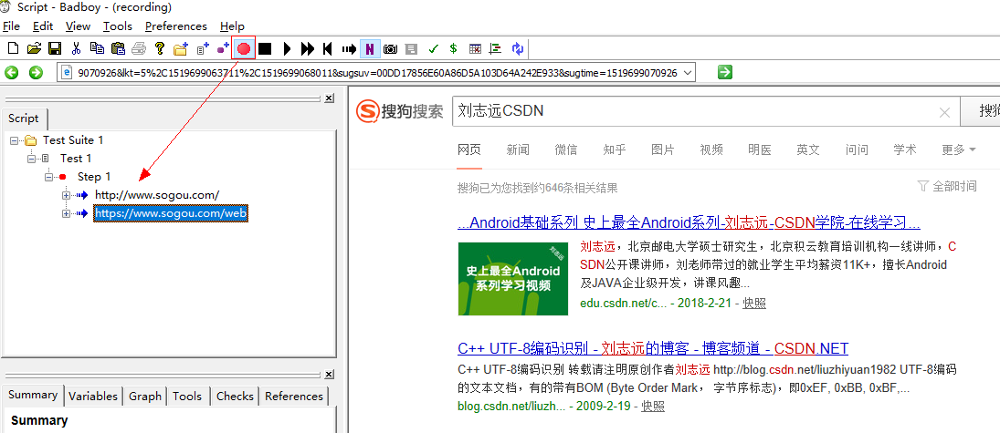 Script - Badboy - (recording)
File Edit View Tools Preferences Help
9070926&lkt=5%2C1519699063711%2C1519699068011&sugsuv=00DD17856E60A86D5A103D64A242E933&sugtime=1519699070926
Script
Test Suite 1
Test 1
Step 1
http://www.sogou.com/
https://www.sogou.com/web
Summary Variables Graph Tools Checks References
Summary
搜狗搜索 刘志远CSDN 搜狗
网页 新闻 微信 知乎 图片 视频 明医 英文 问问 学术 更多
搜狗已为您找到约646条相关结果 全部时间
...Android基础系列 史上最全Android系列-刘志远-CSDN学院-在线学习...
刘志远
史上最全Android
系列学习视频
刘志远，北京邮电大学硕士研究生，北京积云教育培训机构一线讲师，C
SDN公开课讲师，刘老师带过的就业学生平均薪资11K+，擅长Android
及JAVA企业级开发，讲课风趣...
edu.csdn.net/c... - 2018-2-21 - 快照
C++ UTF-8编码识别 - 刘志远的博客 - 博客频道 - CSDN.NET
C++ UTF-8编码识别 转载请注明原创作者刘志远 http://blog.csdn.net/liuzhiyuan1982 UTF-8编码
的文本文档，有的带有BOM (Byte Order Mark， 字节序标志)，即0xEF, 0xBB, 0xBF,...
blog.csdn.net/liuzh... - 2009-2-19 - 快照